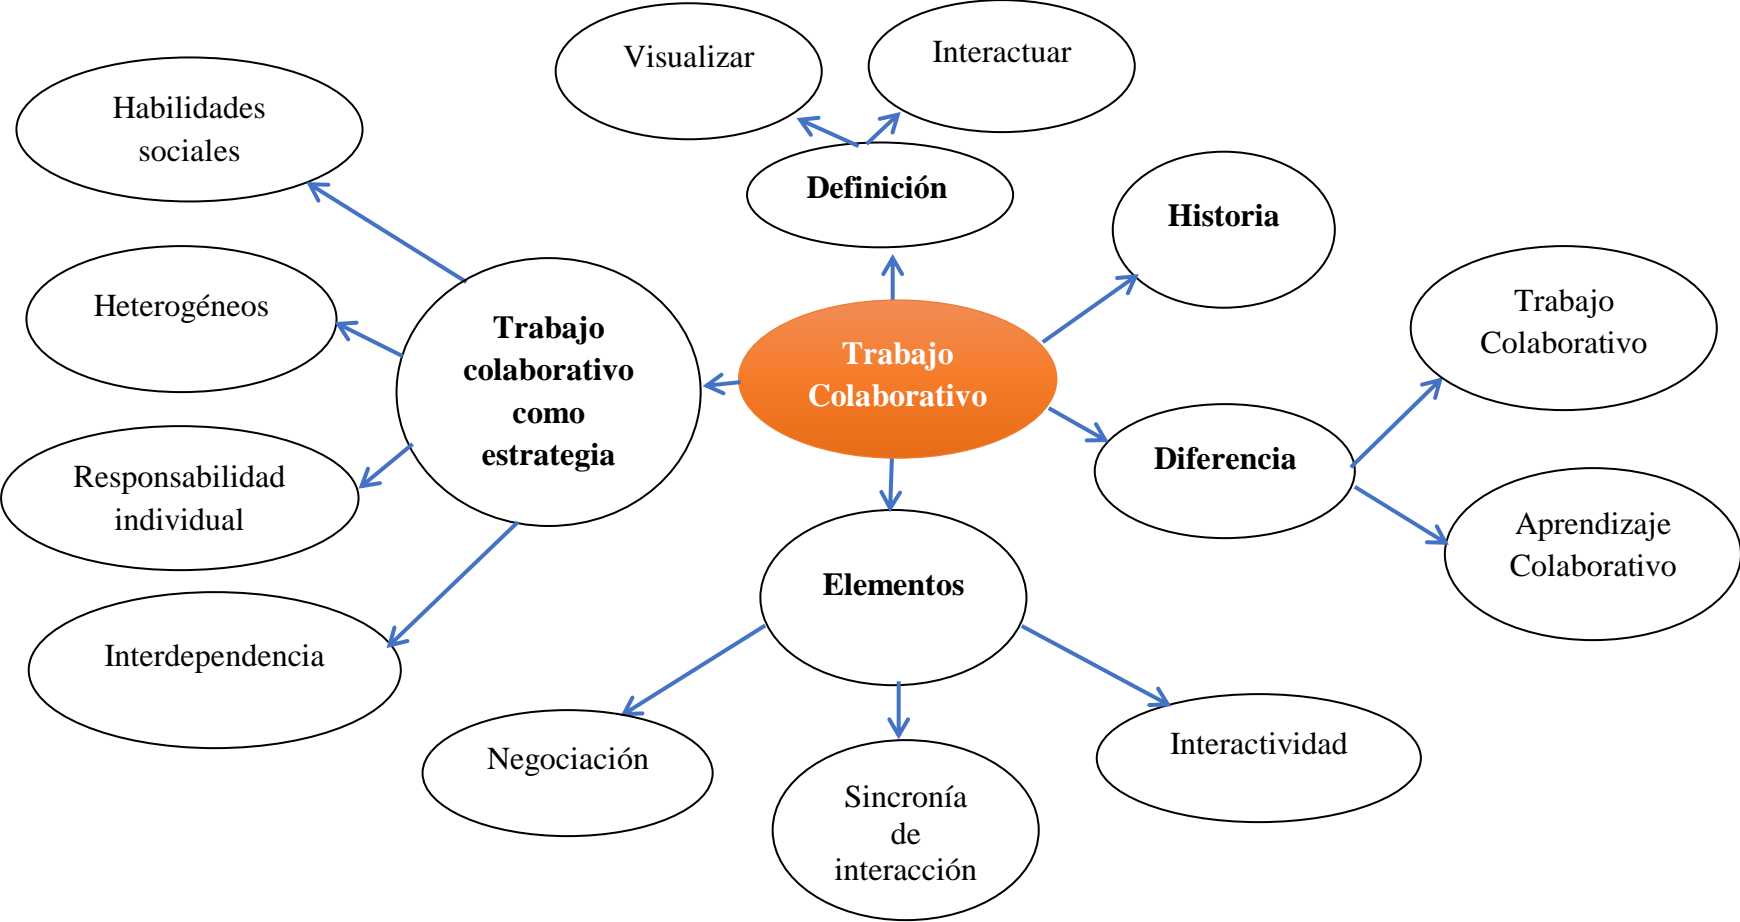 Visualizar
Interactuar
Habilidades
sociales
Definición
Historia
Heterogéneos
Trabajo
colaborativo
como
estrategia
Trabajo
Colaborativo
Trabajo
Colaborativo
Diferencia
Responsabilidad
individual
Aprendizaje
Colaborativo
Elementos
Interdependencia
Negociación
Sincronía
de
interacción
Interactividad